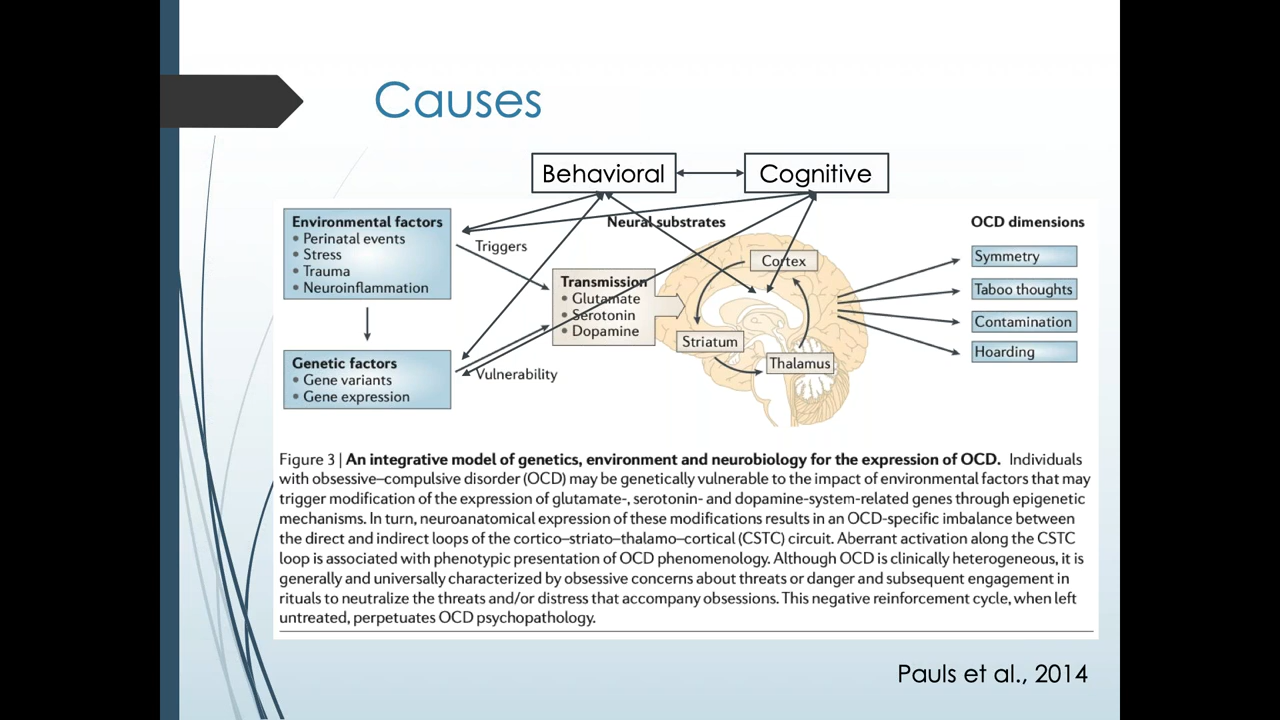 Causes
Behavioral
Cognitive
Environmental factors
• Perinatal events
• Stress
• Trauma
• Neuroinflammation
Triggers
Neural substrates
OCD dimensions
Transmission
• Glutamate
• Serotonin
• Dopamine
Cortex
Striatum
Thalamus
Symmetry
Taboo thoughts
Contamination
Hoarding
Genetic factors
• Gene variants
• Gene expression
Vulnerability
Figure 3 | An integrative model of genetics, environment and neurobiology for the expression of OCD. Individuals
with obsessive–compulsive disorder (OCD) may be genetically vulnerable to the impact of environmental factors that may
trigger modification of the expression of glutamate-, serotonin- and dopamine-system-related genes through epigenetic
mechanisms. In turn, neuroanatomical expression of these modifications results in an OCD-specific imbalance between
the direct and indirect loops of the cortico–striato–thalamo–cortical (CSTC) circuit. Aberrant activation along the CSTC
loop is associated with phenotypic presentation of OCD phenomenology. Although OCD is clinically heterogeneous, it is
generally and universally characterized by obsessive concerns about threats or danger and subsequent engagement in
rituals to neutralize the threats and/or distress that accompany obsessions. This negative reinforcement cycle, when left
untreated, perpetuates OCD psychopathology.
Pauls et al., 2014